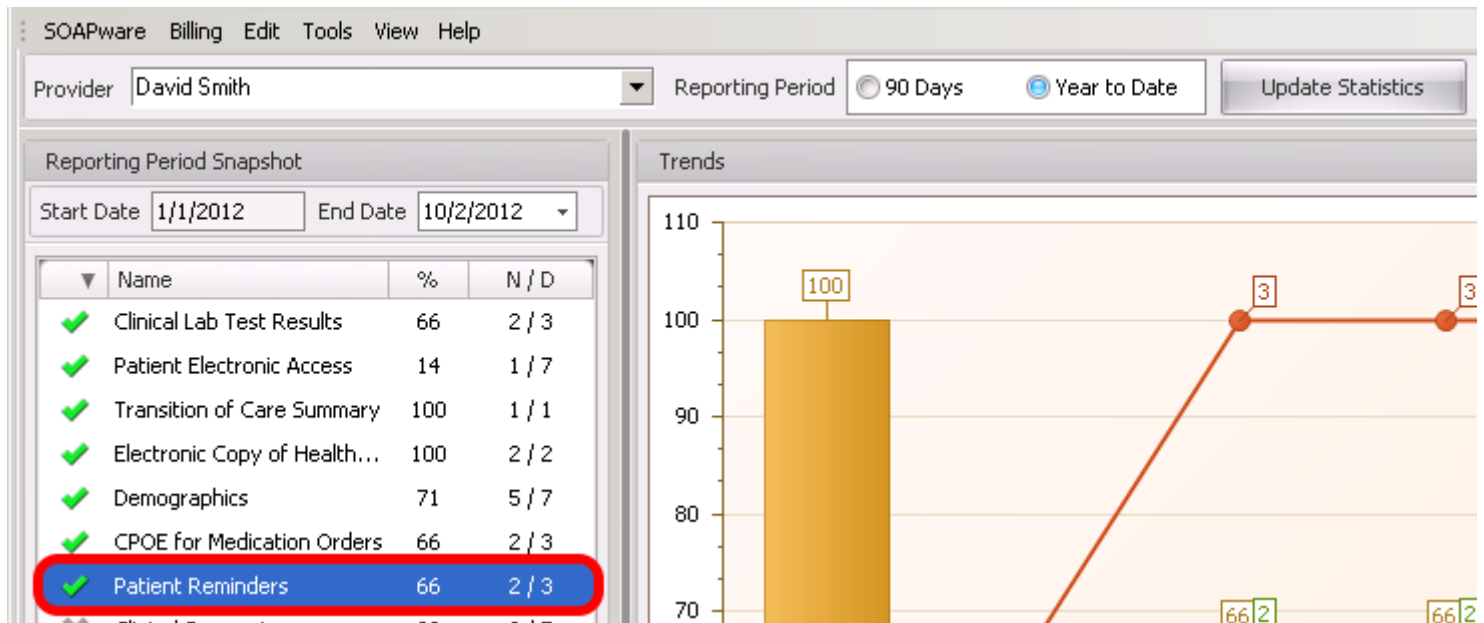 SOAPware Billing Edit Tools View Help
Provider David Smith Reporting Period 90 Days Year to Date Update Statistics
Reporting Period Snapshot
Start Date 1/1/2012 End Date 10/2/2012
Name % N / D
Clinical Lab Test Results 66 2 / 3
Patient Electronic Access 14 1 / 7
Transition of Care Summary 100 1 / 1
Electronic Copy of Health... 100 2 / 2
Demographics 71 5 / 7
CPOE for Medication Orders 66 2 / 3
Patient Reminders 66 2 / 3
Trends
110
100 3 3
100
90
80
70
66 2 66 2